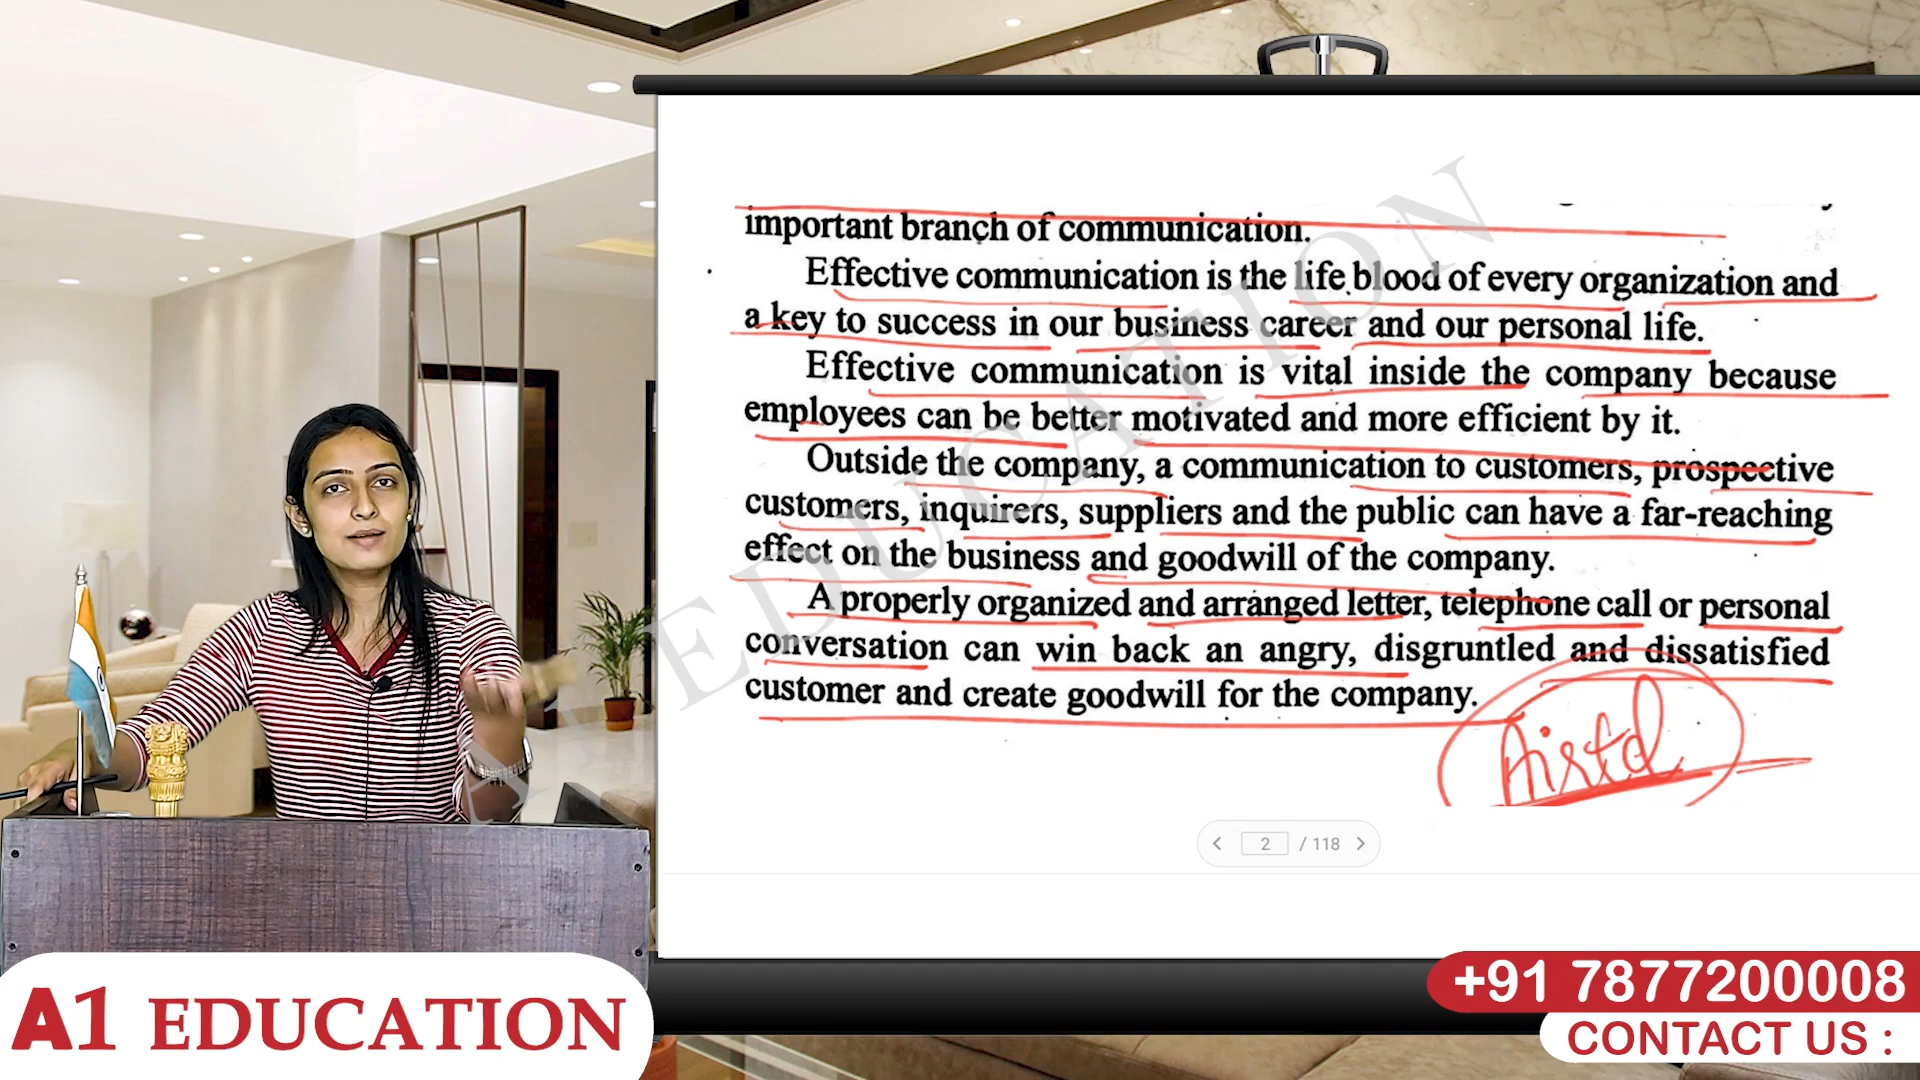 important branch of communication.
Effective communication is the life blood of every organization and
a key to success in our business career and our personal life.
Effective communication is vital inside the company because
employees can be better motivated and more efficient by it.
Outside the company, a communication to customers, prospective
customers, inquirers, suppliers and the public can have a far-reaching
effect on the business and goodwill of the company.
A properly organized and arranged letter, telephone call or personal
conversation can win back an angry, disgruntled and dissatisfied
customer and create goodwill for the company.
2 / 118
A1 EDUCATION
A1 EDUCATION
+91 7877200008
CONTACT US :